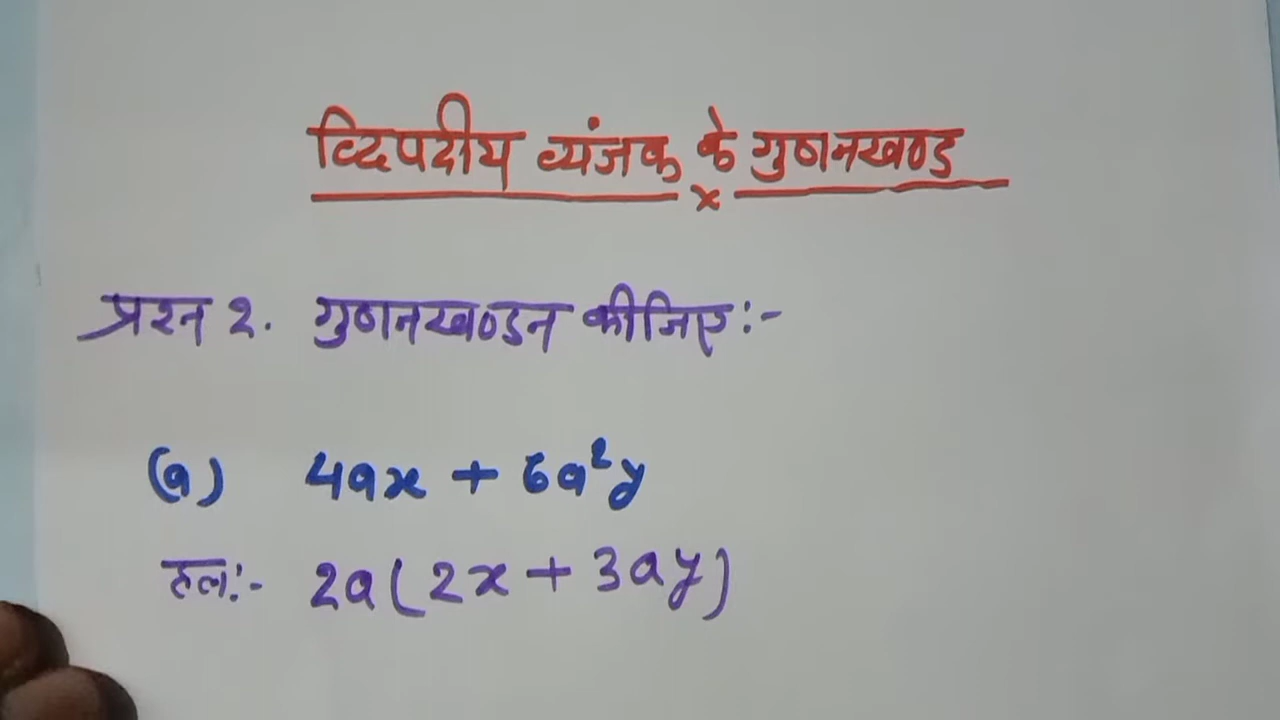 द्विपदीय व्यंजक के गुणनखण्ड
x
प्रश्न 2. गुणनखण्डन कीजिए:-
(a) 4ax + 6a²y
हल:- 2a(2x + 3ay)